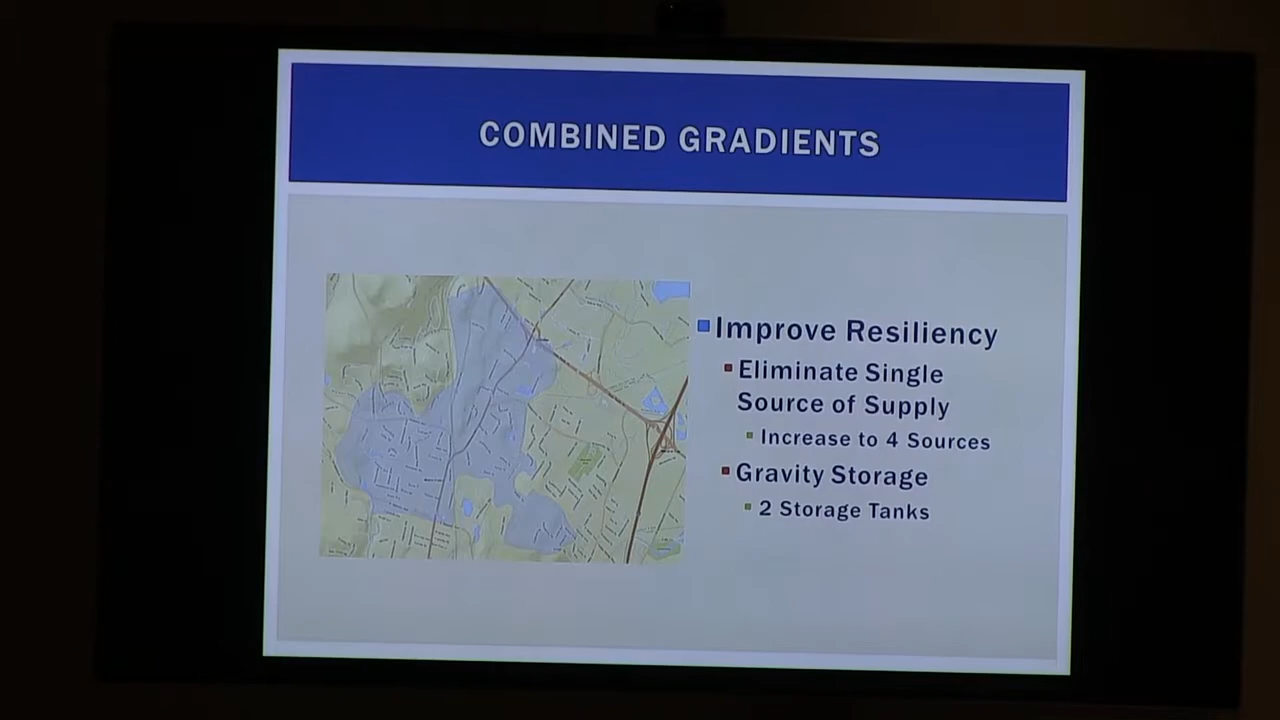 COMBINED GRADIENTS
Improve Resiliency
Eliminate Single
Source of Supply
Increase to 4 Sources
Gravity Storage
2 Storage Tanks